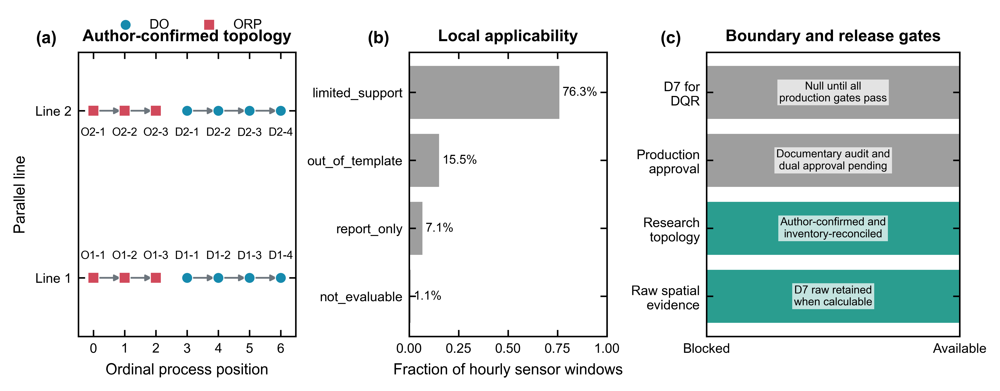 DO ORP
(a) Author-confirmed topology
Parallel line
Line 2
O2-1 O2-2 O2-3 D2-1 D2-2 D2-3 D2-4
O1-1 O1-2 O1-3 D1-1 D1-2 D1-3 D1-4
Line 1
0 1 2 3 4 5 6
Ordinal process position
(b) Local applicability
limited_support 76.3%
out_of_template 15.5%
report_only 7.1%
not_evaluable 1.1%
0.00 0.25 0.50 0.75 1.00
Fraction of hourly sensor windows
(c) Boundary and release gates
D7 for
DQR
Null until all
production gates pass
Production
approval
Documentary audit and
dual approval pending
Research
topology
Author-confirmed and
inventory-reconciled
Raw spatial
evidence
D7 raw retained
when calculable
Blocked Available